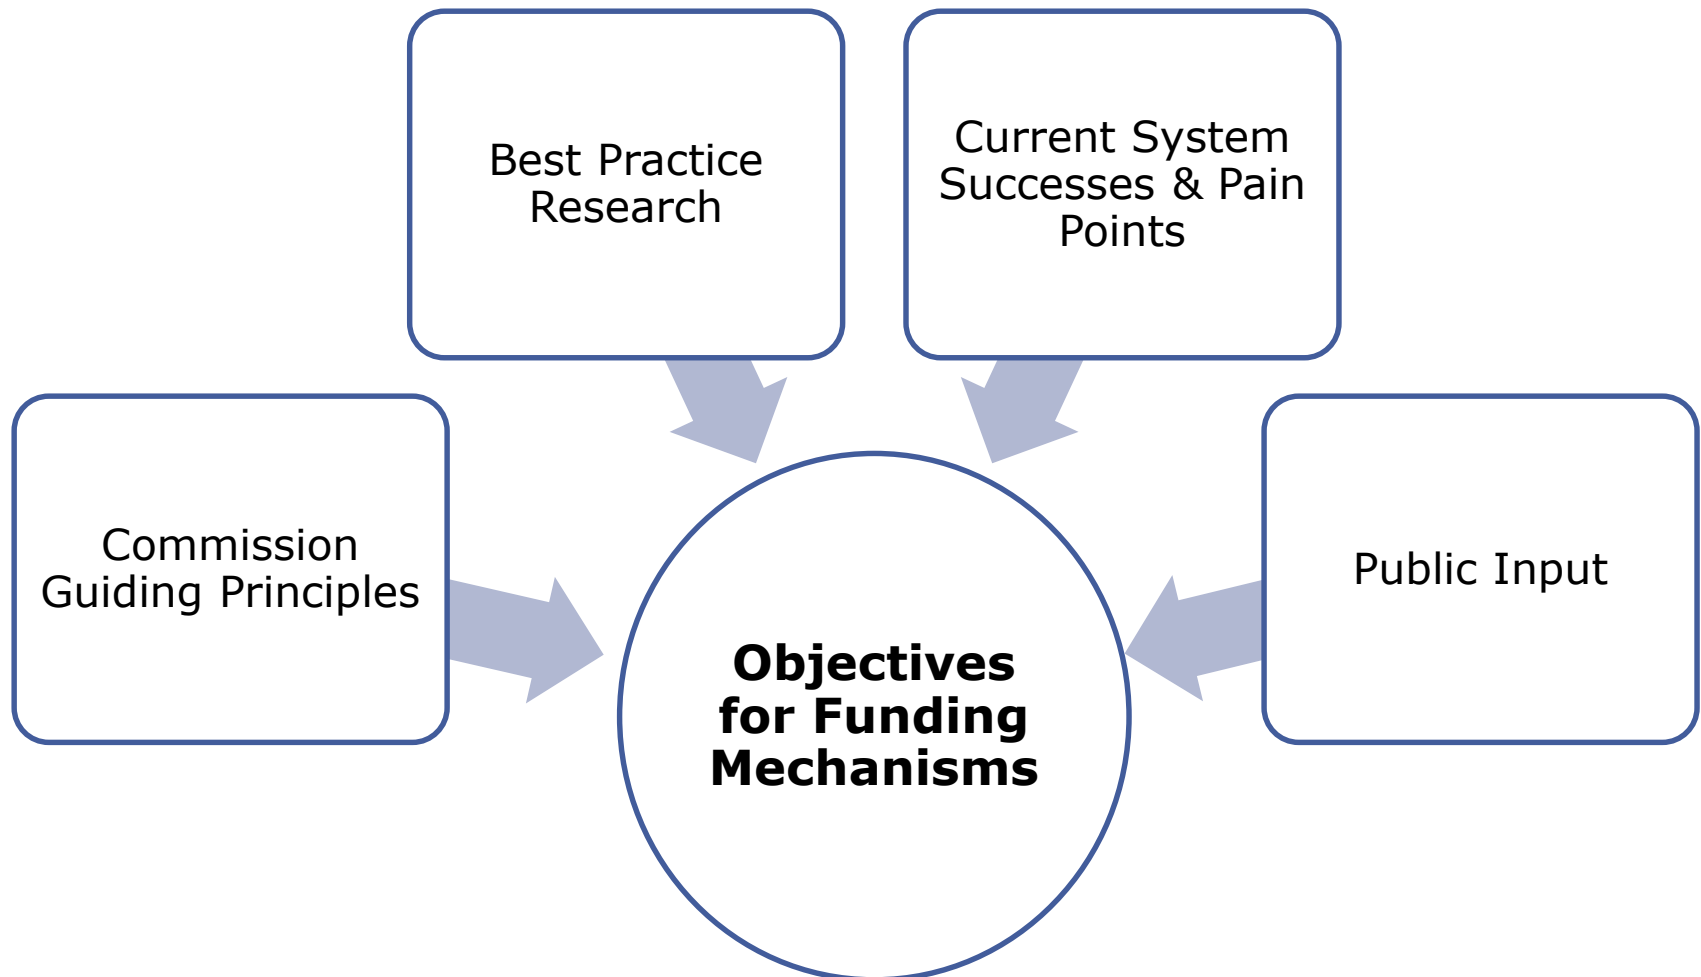 Best Practice
Research
Current System
Successes & Pain
Points
Commission
Guiding Principles
Public Input
Objectives
for Funding
Mechanisms